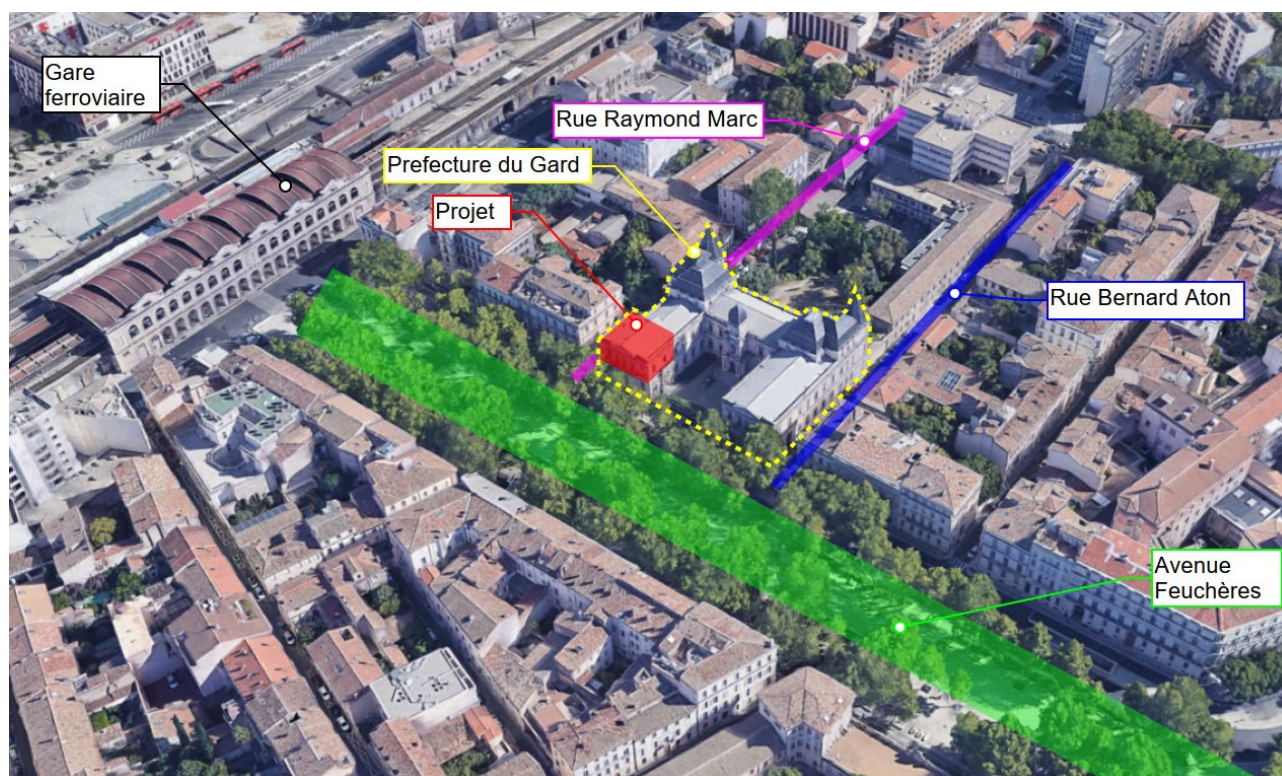 Gare
ferroviaire
Rue Raymond Marc
Prefecture du Gard
Projet
Rue Bernard Aton
Avenue
Feuchères